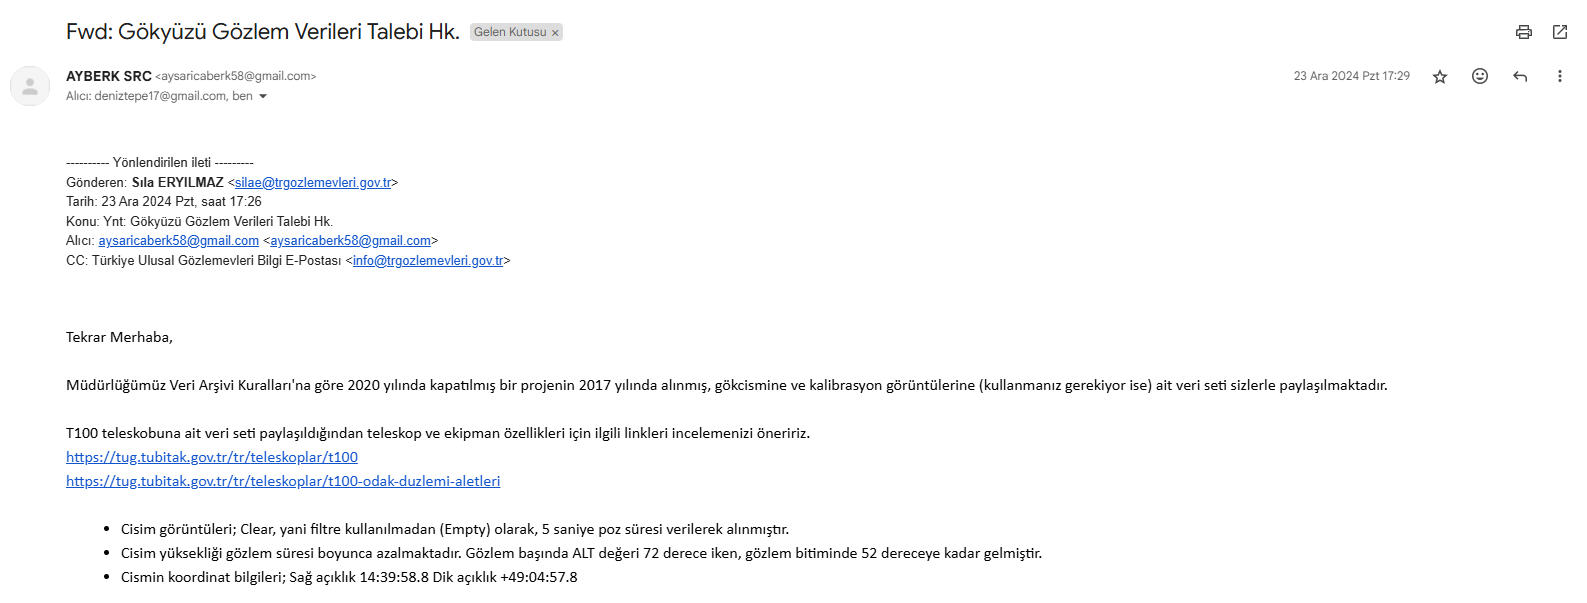 Fwd: Gökyüzü Gözlem Verileri Talebi Hk. Gelen Kutusu ×
AYBERK SRC <aysaricaberk58@gmail.com>
23 Ara 2024 Pzt 17:29
Alıcı: deniztepe17@gmail.com, ben
---------- Yönlendirilen ileti ---------
Gönderen: Sıla ERYILMAZ <silae@trgozlemevleri.gov.tr>
Tarih: 23 Ara 2024 Pzt, saat 17:26
Konu: Ynt: Gökyüzü Gözlem Verileri Talebi Hk.
Alıcı: aysaricaberk58@gmail.com <aysaricaberk58@gmail.com>
CC: Türkiye Ulusal Gözlemevleri Bilgi E-Postası <info@trgozlemevleri.gov.tr>
Tekrar Merhaba,
Müdürlüğümüz Veri Arşivi Kuralları'na göre 2020 yılında kapatılmış bir projenin 2017 yılında alınmış, gökcismine ve kalibrasyon görüntülerine (kullanmanız gerekiyor ise) ait veri seti sizlerle paylaşılmaktadır.
T100 teleskobuna ait veri seti paylaşıldığından teleskop ve ekipman özellikleri için ilgili linkleri incelemenizi öneririz.
https://tug.tubitak.gov.tr/tr/teleskoplar/t100
https://tug.tubitak.gov.tr/tr/teleskoplar/t100-odak-duzlemi-aletleri
• Cisim görüntüleri; Clear, yani filtre kullanılmadan (Empty) olarak, 5 saniye poz süresi verilerek alınmıştır.
• Cisim yüksekliği gözlem süresi boyunca azalmaktadır. Gözlem başında ALT değeri 72 derece iken, gözlem bitiminde 52 dereceye kadar gelmiştir.
• Cismin koordinat bilgileri; Sağ açıklık 14:39:58.8 Dik açıklık +49:04:57.8